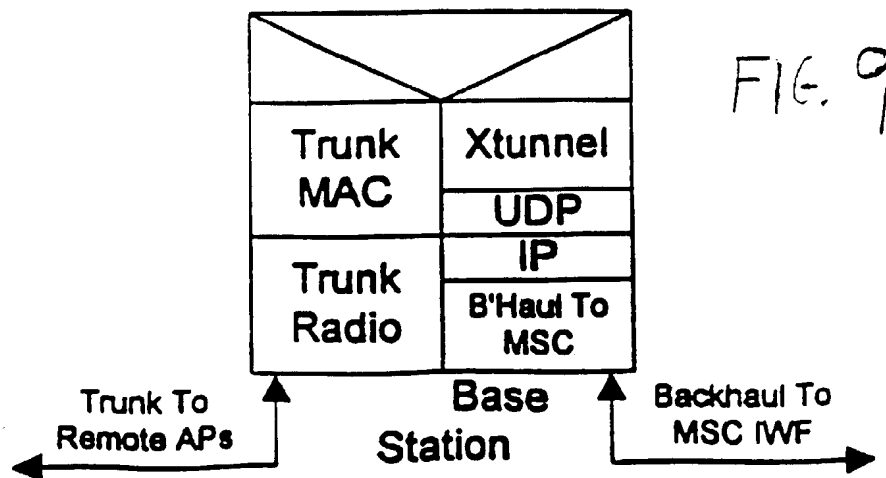 FIG. 9
Trunk
MAC
Xtunnel
UDP
IP
Trunk
Radio
B'Haul To
MSC
Trunk To
Remote APs
Base
Station
Backhaul To
MSC IWF